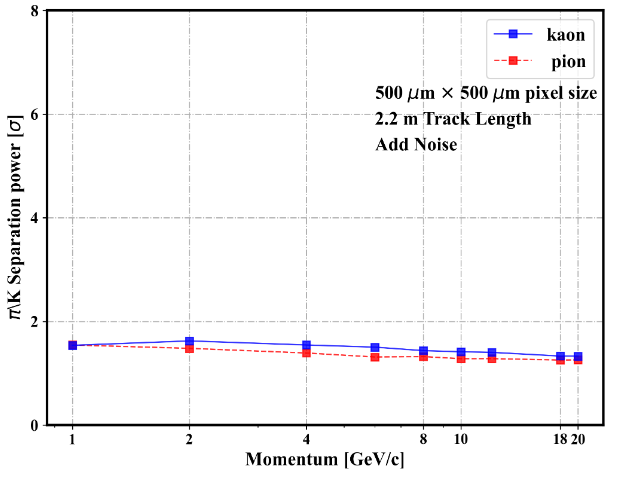 8
6
4
2
0
π\K Separation power [σ]
kaon
pion
500 μm × 500 μm pixel size
2.2 m Track Length
Add Noise
1
2
4
8
10
18
20
Momentum [GeV/c]